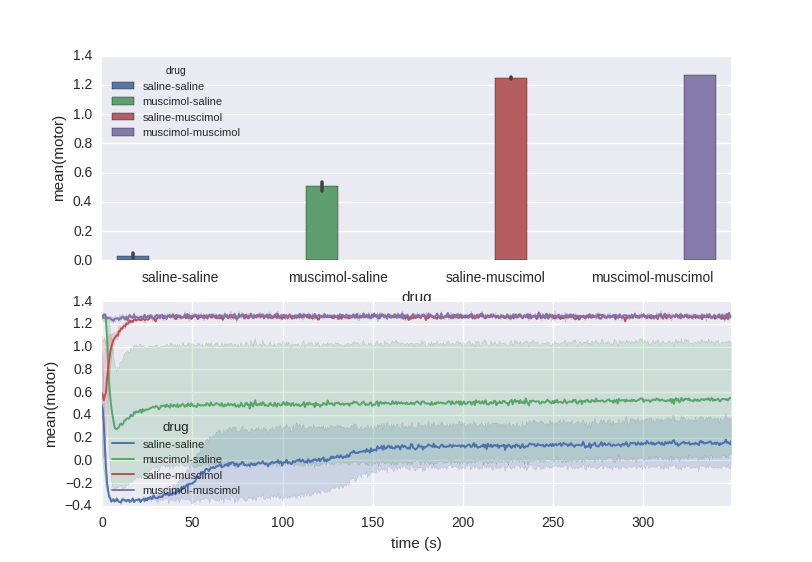 1.4
1.2
1.0
0.8
0.6
0.4
0.2
0.0
mean(motor)
drug
saline-saline
muscimol-saline
saline-muscimol
muscimol-muscimol
saline-saline muscimol-saline saline-muscimol muscimol-muscimol
drug
1.4
1.2
1.0
0.8
0.6
0.4
0.2
0.0
−0.2
−0.4
mean(motor)
drug
saline-saline
muscimol-saline
saline-muscimol
muscimol-muscimol
0 50 100 150 200 250 300
time (s)